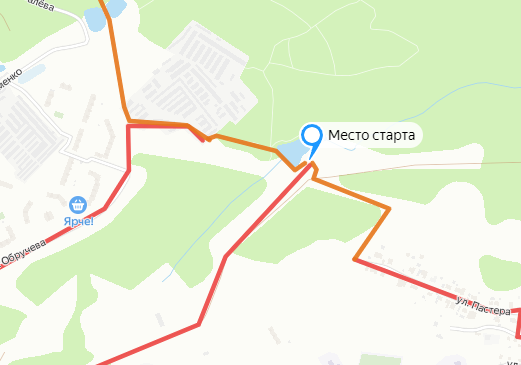 Место старта
Ярче!
Обручева
ул. Пастера